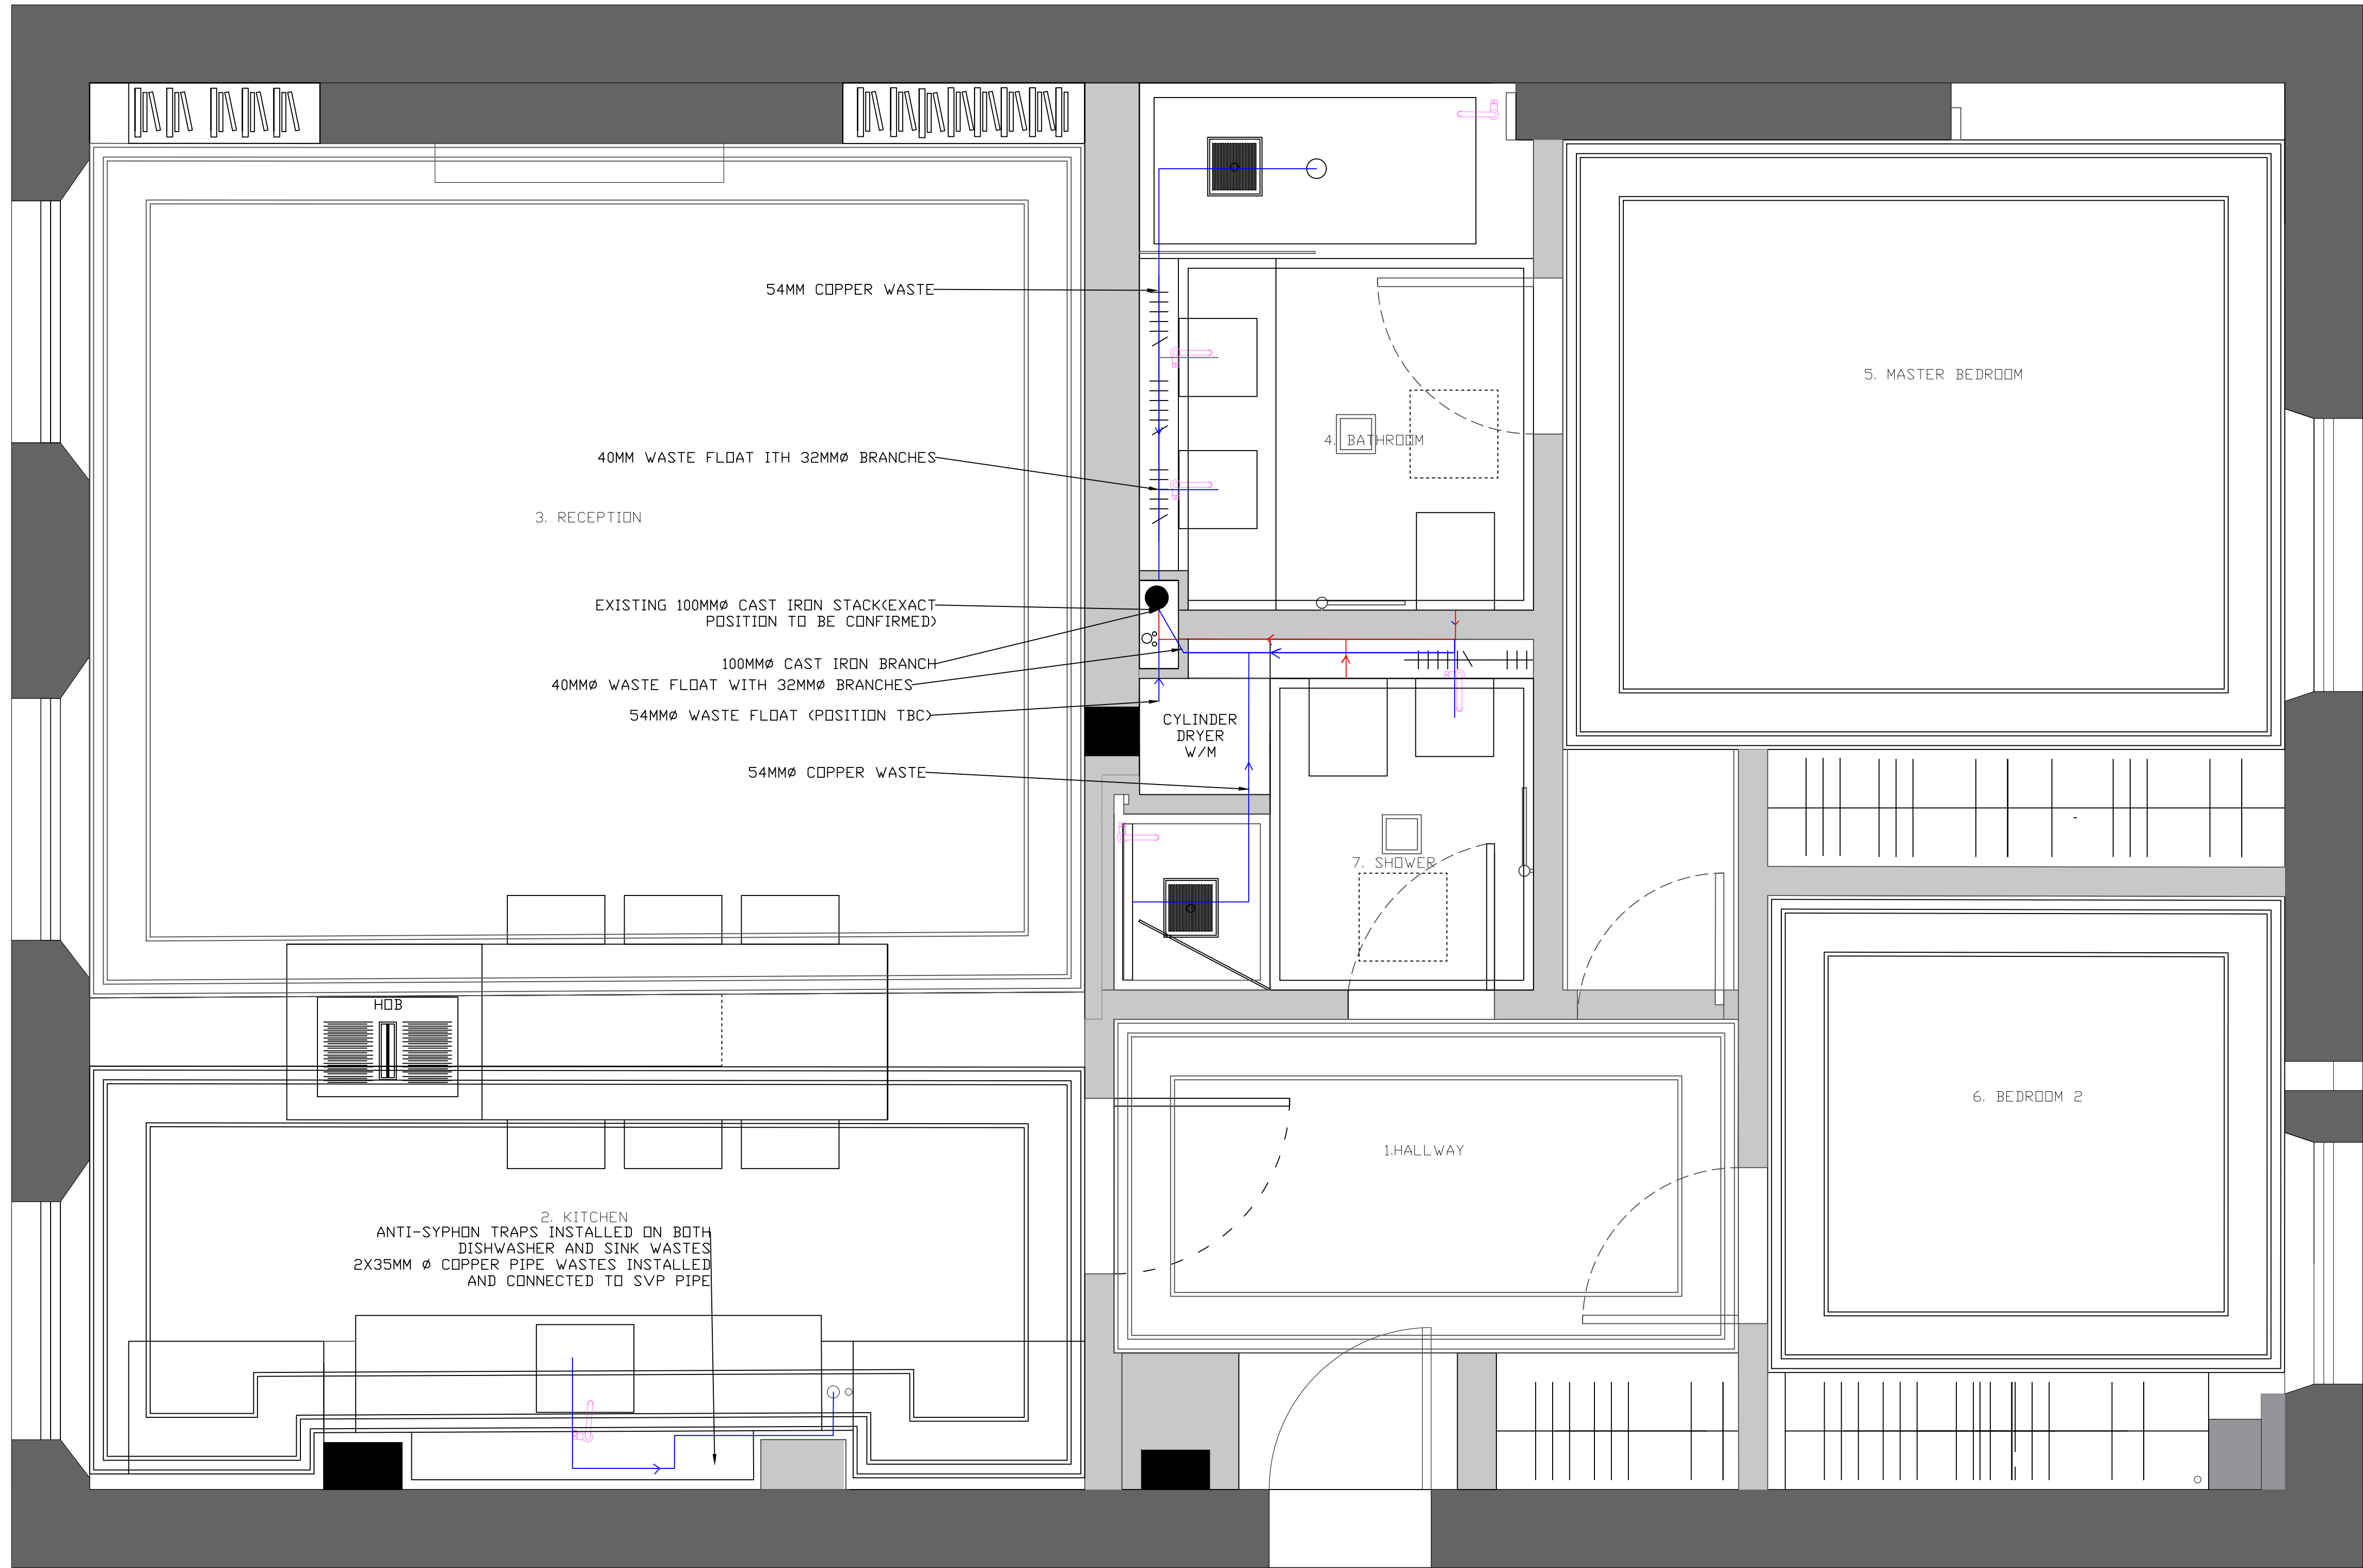 54MM COPPER WASTE
5. MASTER BEDROOM
4. BATHROOM
40MM WASTE FLOAT ITH 32MMØ BRANCHES
3. RECEPTION
EXISTING 100MMØ CAST IRON STACK(EXACT
POSITION TO BE CONFIRMED)
100MMØ CAST IRON BRANCH
40MMØ WASTE FLOAT WITH 32MMØ BRANCHES
54MMØ WASTE FLOAT (POSITION TBC)
CYLINDER
DRYER
W/M
54MMØ COPPER WASTE
7. SHOWER
HOB
6. BEDROOM 2
1.HALLWAY
2. KITCHEN
ANTI-SYPHON TRAPS INSTALLED ON BOTH
DISHWASHER AND SINK WASTES
2X35MM Ø COPPER PIPE WASTES INSTALLED
AND CONNECTED TO SVP PIPE